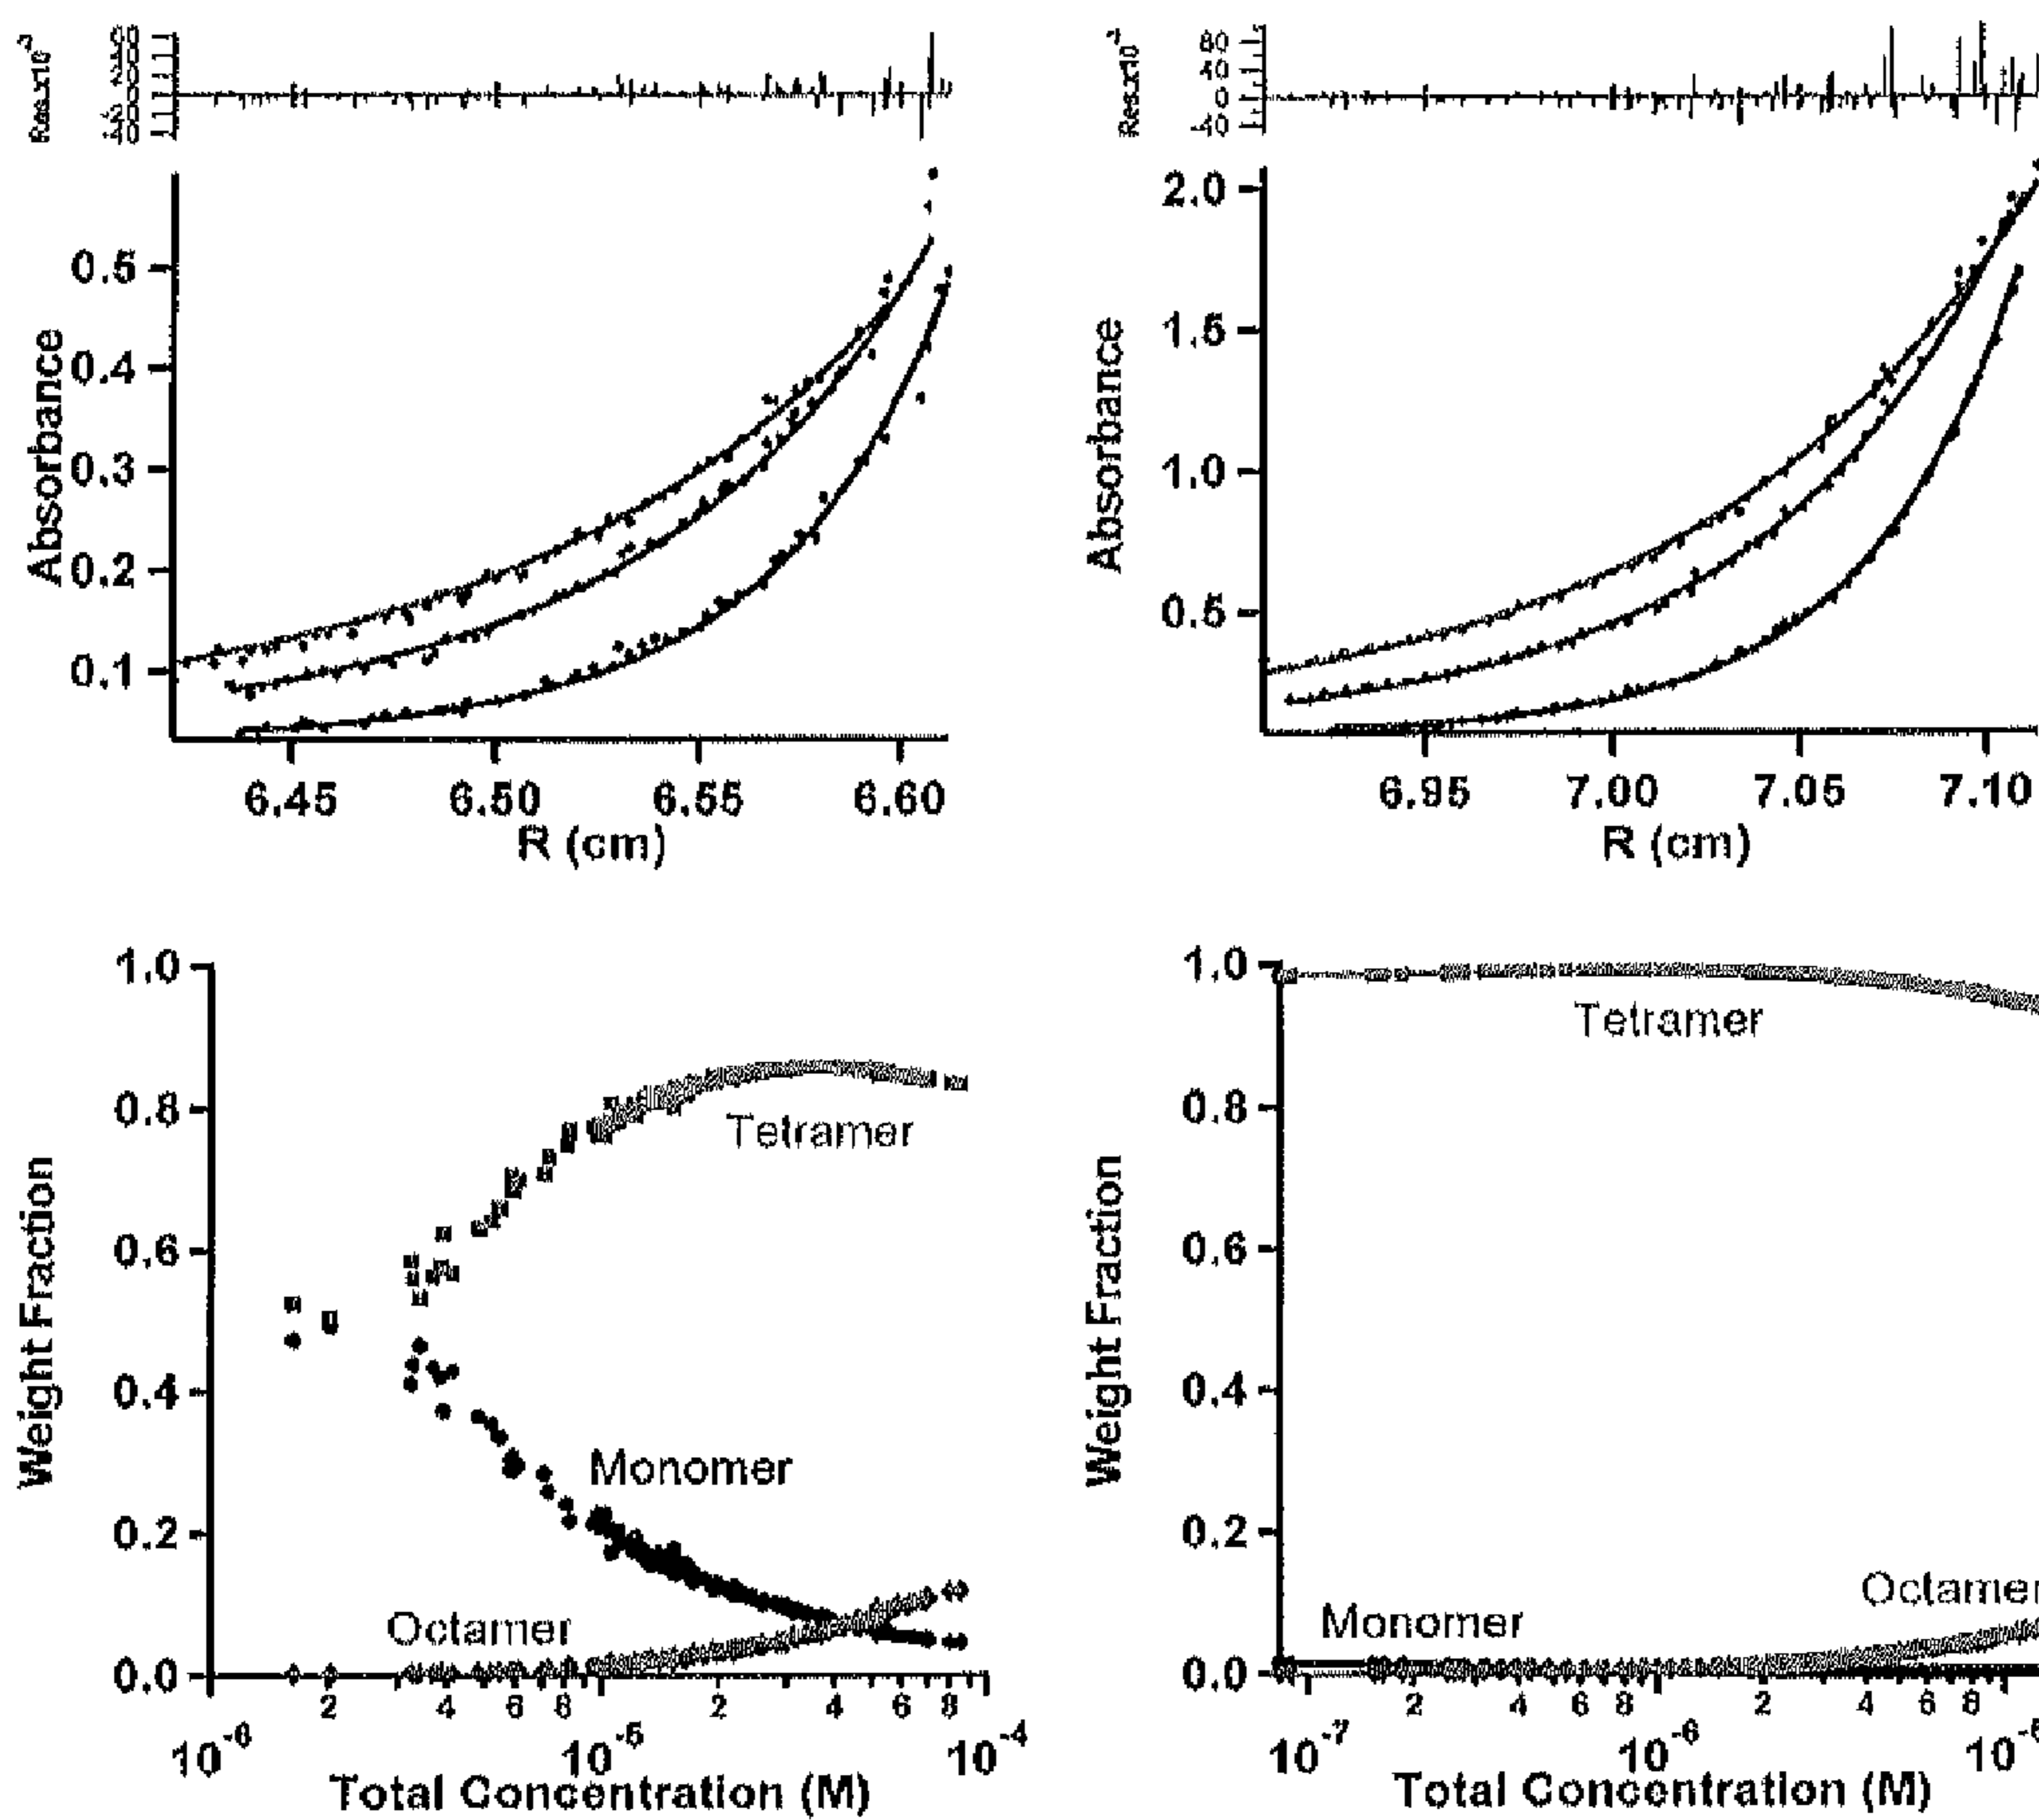 Res.x10⁻³
0.5
0.4
0.3
0.2
0.1
Absorbance
6.45 6.50 6.55 6.60
R (cm)
Res.x10⁻³
80
40
0
-40
2.0
1.5
1.0
0.5
Absorbance
6.95 7.00 7.05 7.10
R (cm)
1.0
0.8
0.6
0.4
0.2
0.0
Weight Fraction
Tetramer
Monomer
Octamer
2 4 6 8 2 4 6 8
10⁻⁶ 10⁻⁵ 10⁻⁴
Total Concentration (M)
1.0
0.8
0.6
0.4
0.2
0.0
Weight Fraction
Tetramer
Octamer
Monomer
2 4 6 8 2 4 6 8
10⁻⁷ 10⁻⁶ 10⁻⁵
Total Concentration (M)